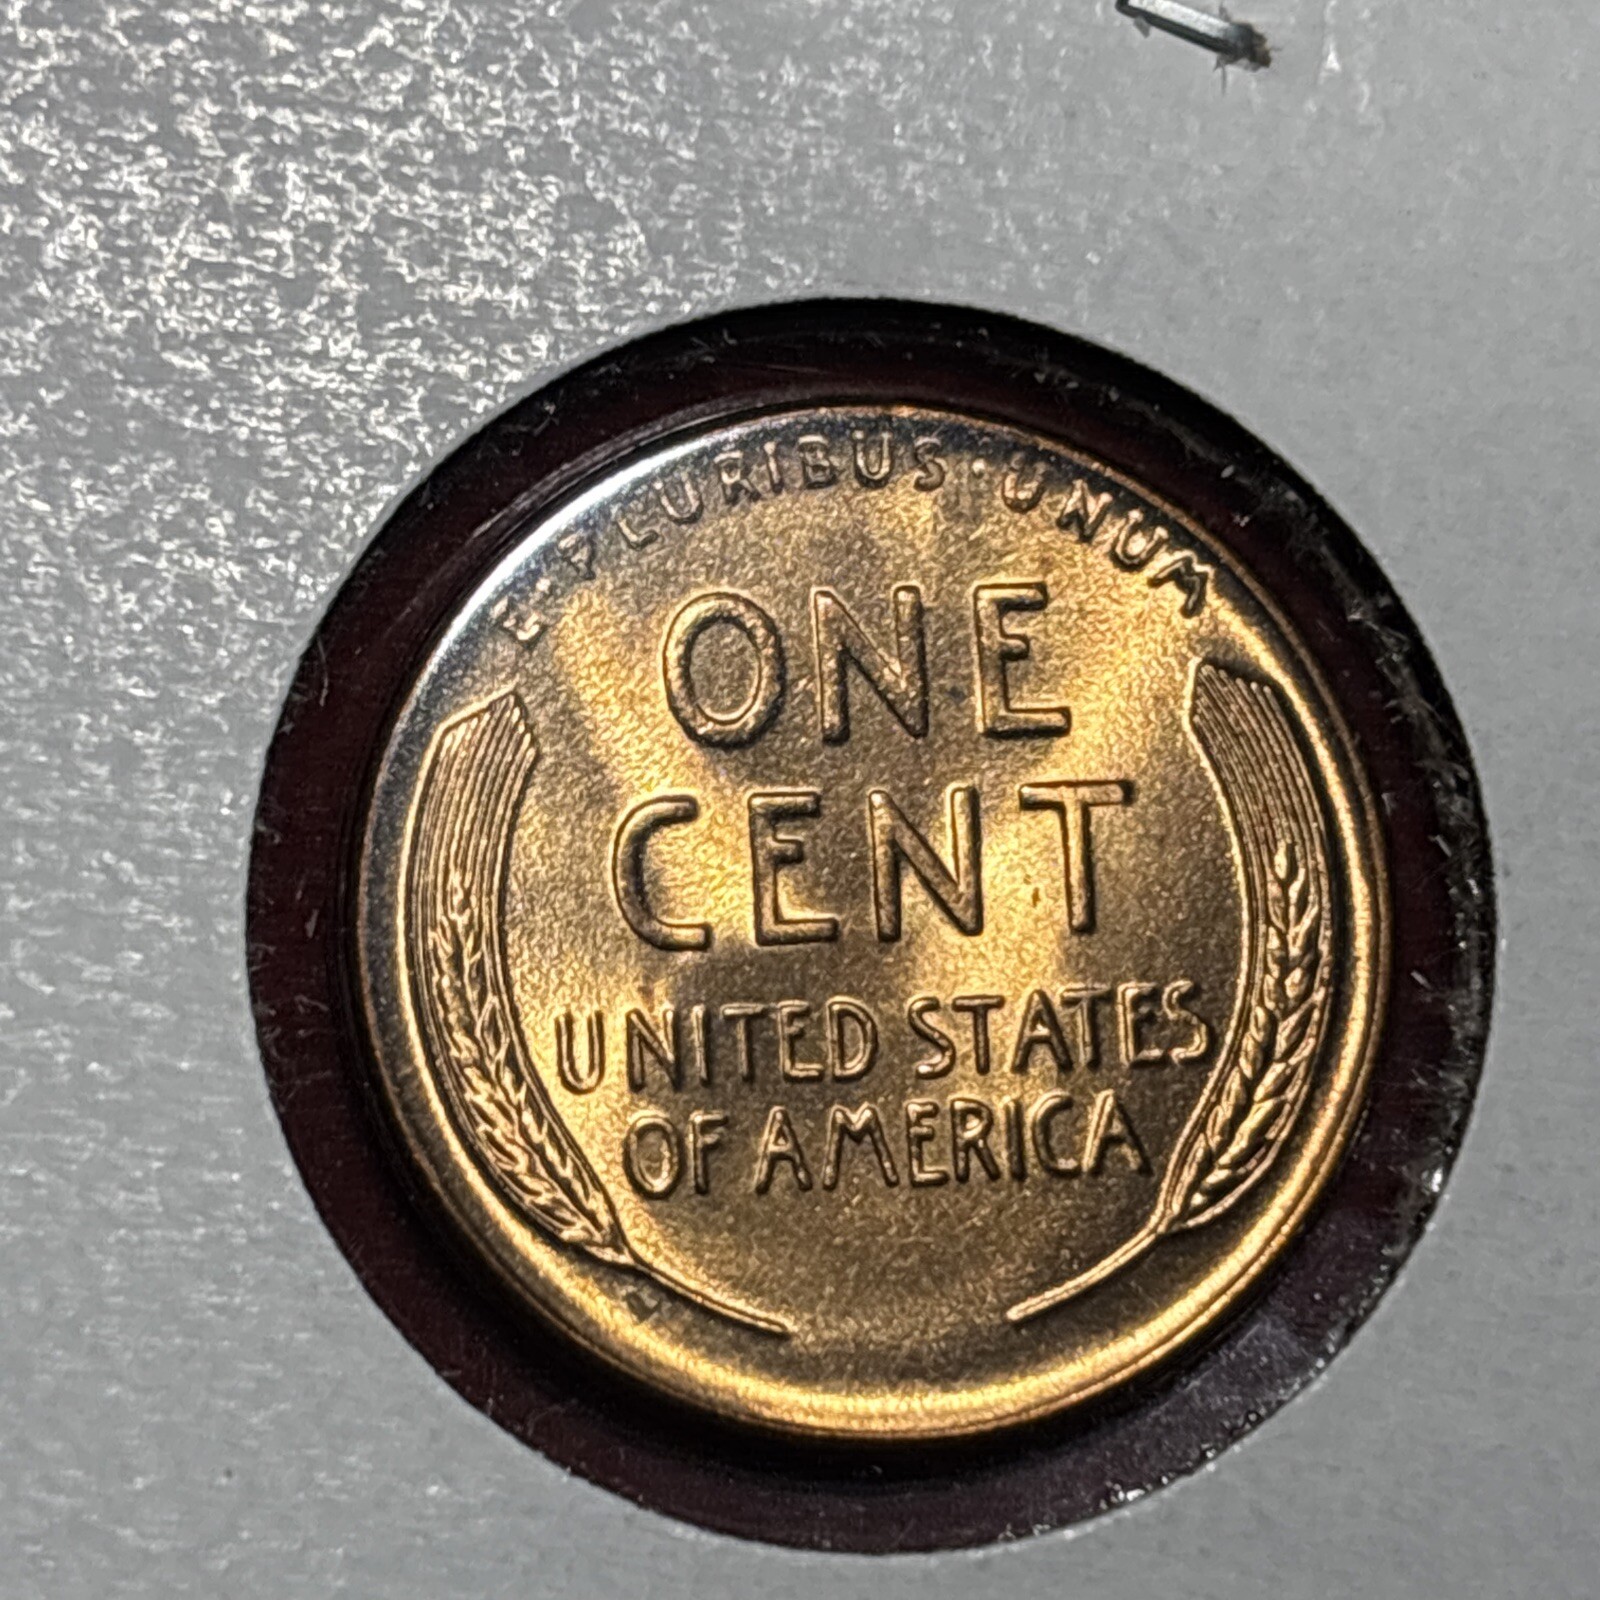 E·PLURIBUS·UNUM
ONE
CENT
UNITED STATES
OF AMERICA